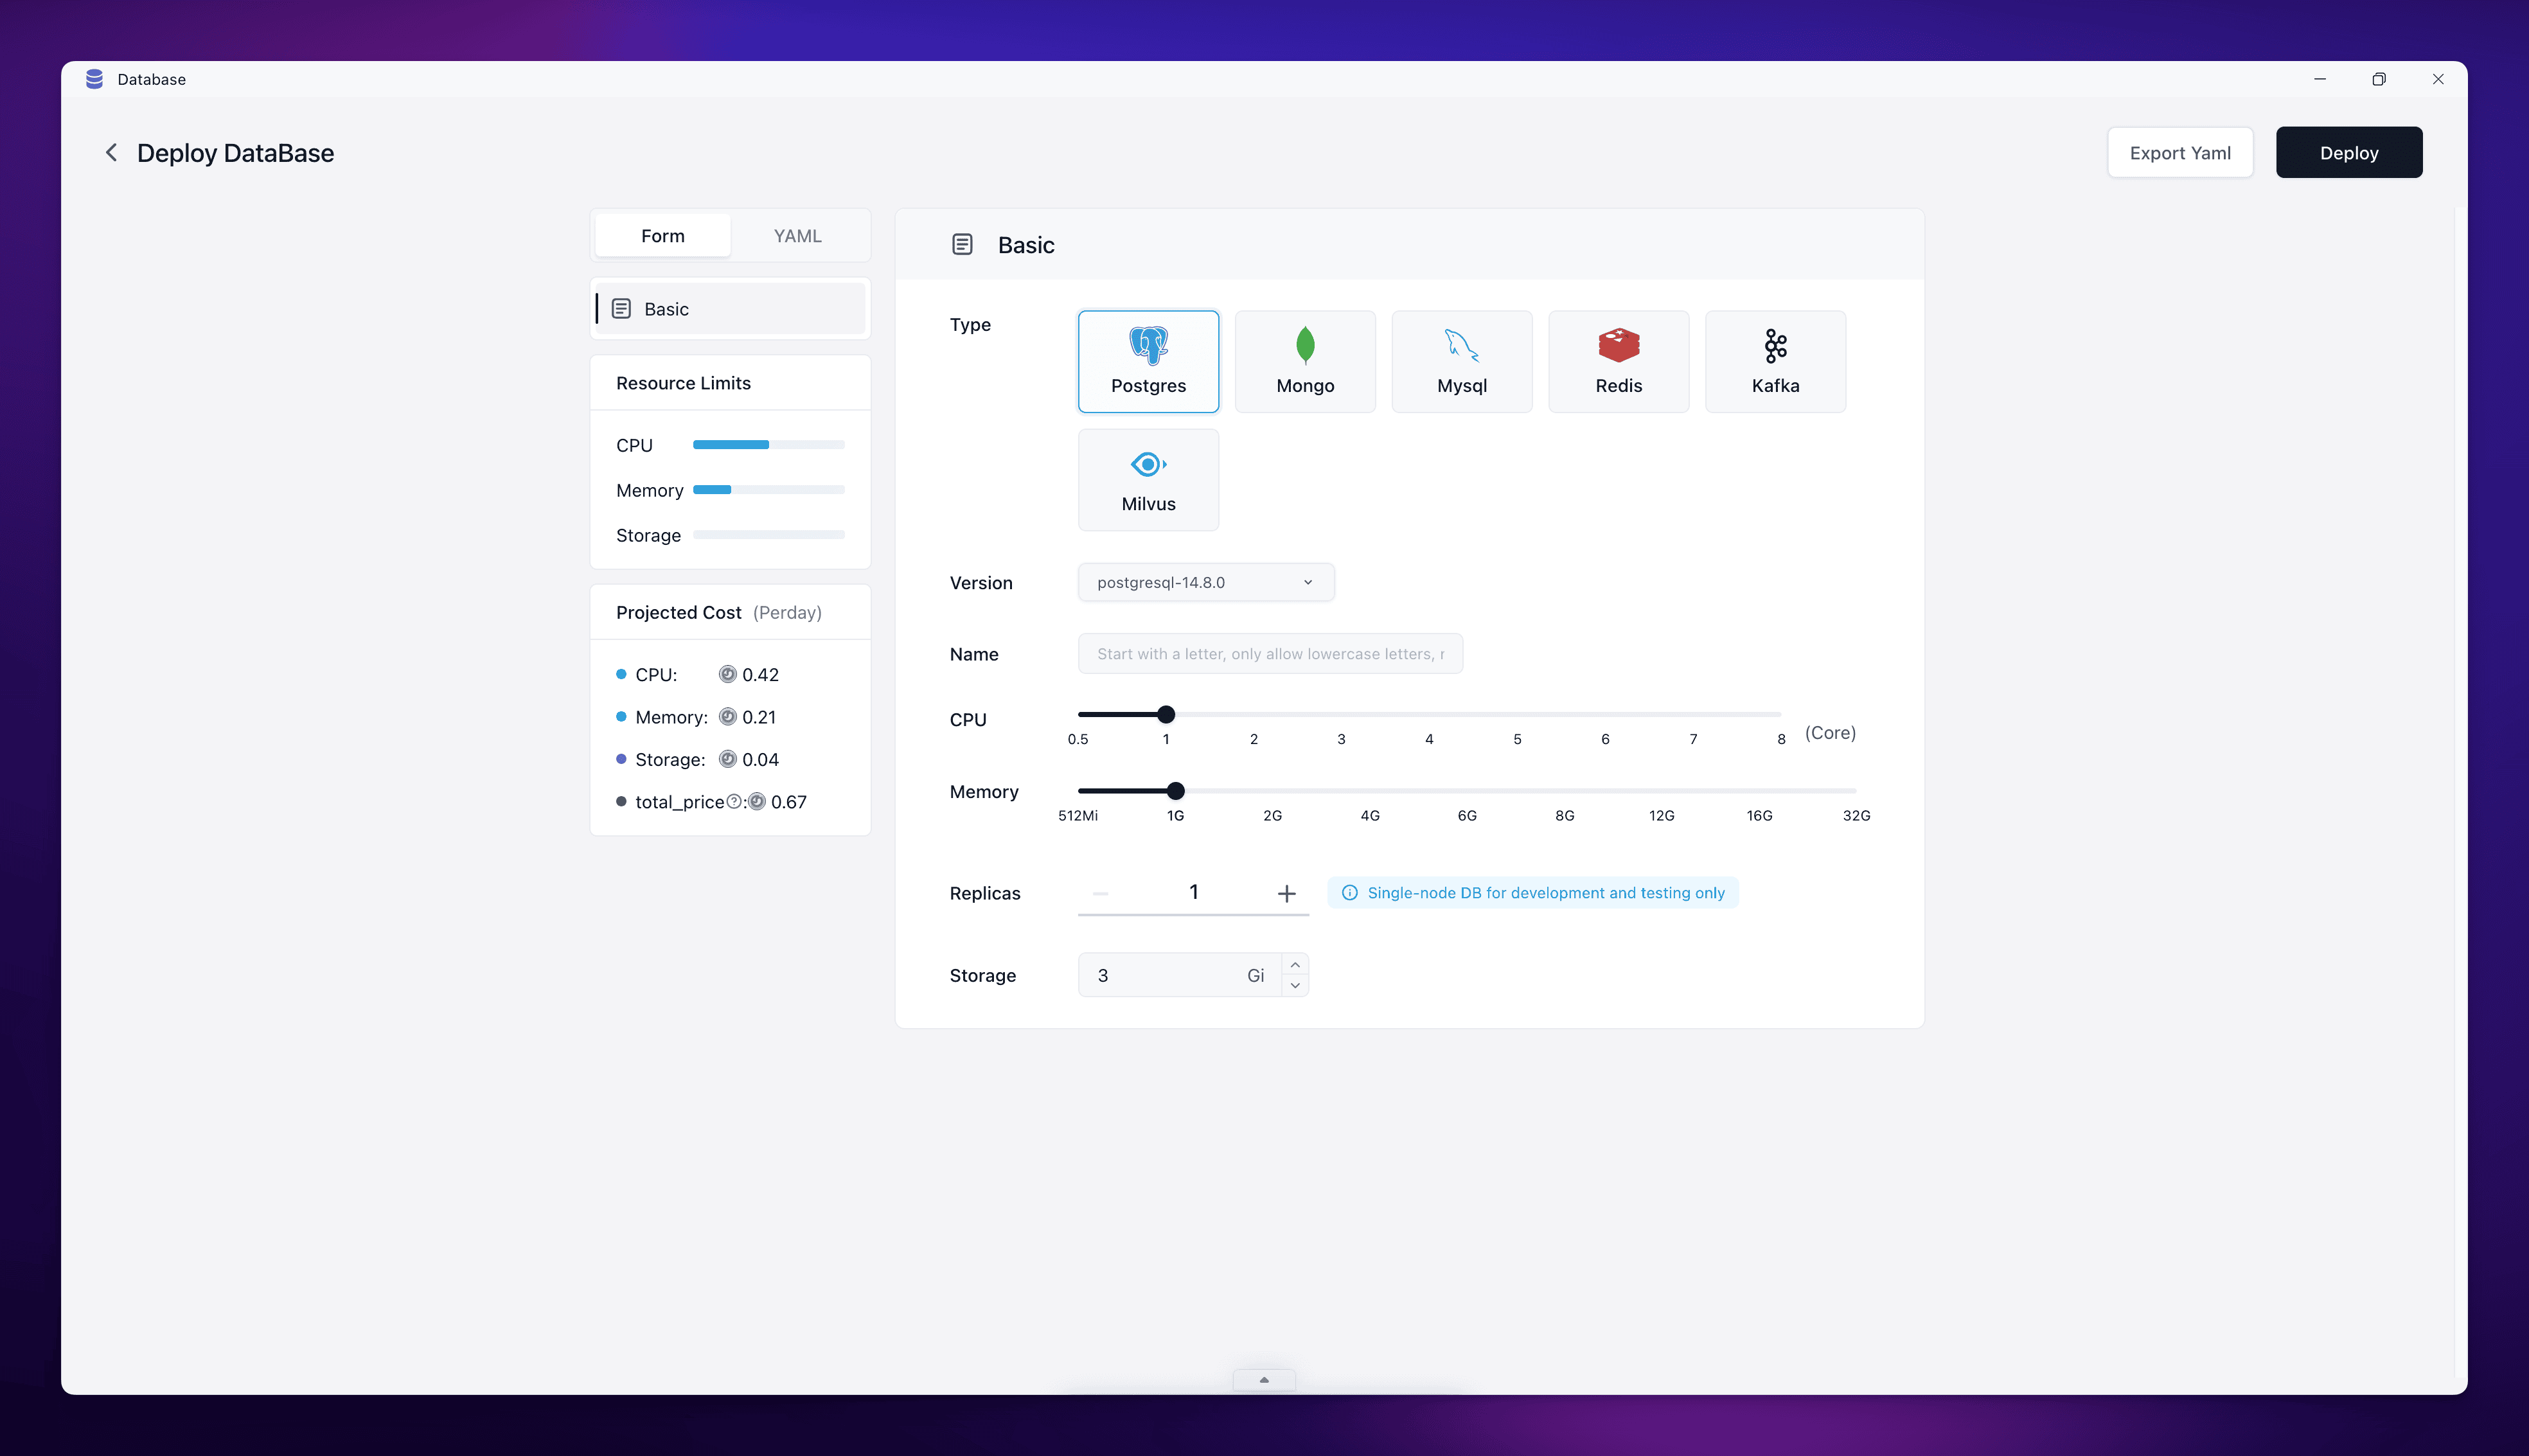 Database
Deploy DataBase
Export Yaml
Deploy
Form
YAML
Basic
Resource Limits
CPU
Memory
Storage
Projected Cost (Perday)
CPU: 0.42
Memory: 0.21
Storage: 0.04
total_price?: 0.67
Basic
Type
Postgres
Mongo
Mysql
Redis
Kafka
Milvus
Version
postgresql-14.8.0
Name
Start with a letter, only allow lowercase letters,
CPU
0.5 1 2 3 4 5 6 7 8 (Core)
Memory
512Mi 1G 2G 4G 6G 8G 12G 16G 32G
Replicas
1
Single-node DB for development and testing only
Storage
3 Gi